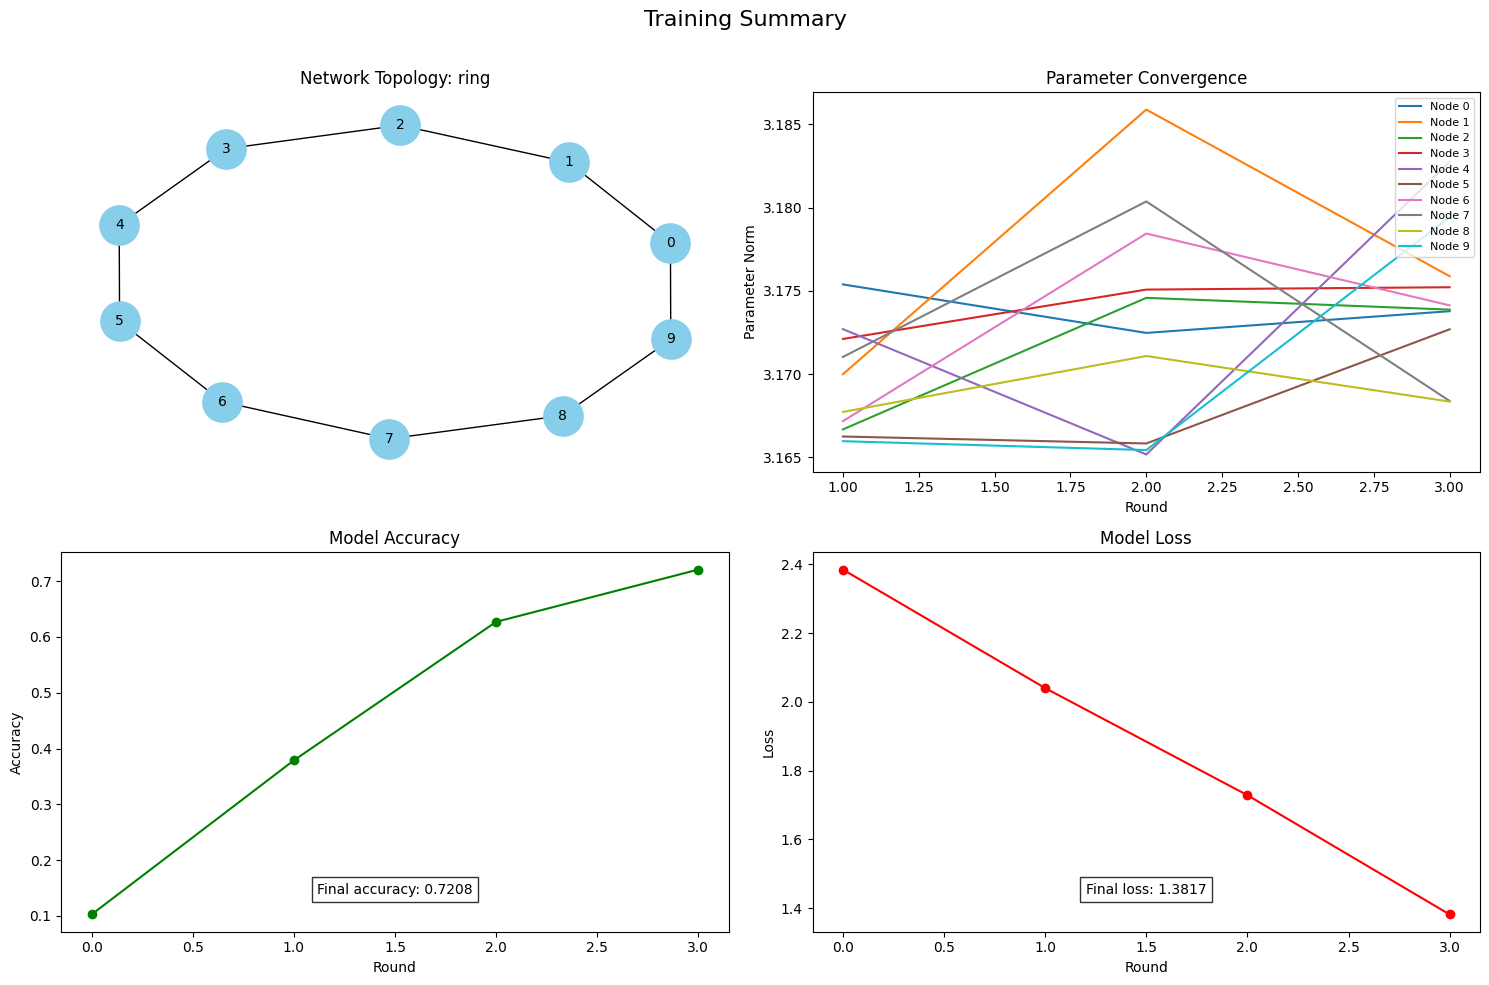 Training Summary
Network Topology: ring
2
3
1
4
0
5
9
6
8
7
Parameter Convergence
Parameter Norm
3.185
3.180
3.175
3.170
3.165
Node 0
Node 1
Node 2
Node 3
Node 4
Node 5
Node 6
Node 7
Node 8
Node 9
1.00 1.25 1.50 1.75 2.00 2.25 2.50 2.75 3.00
Round
Model Accuracy
Accuracy
0.7
0.6
0.5
0.4
0.3
0.2
0.1
Final accuracy: 0.7208
0.0 0.5 1.0 1.5 2.0 2.5 3.0
Round
Model Loss
Loss
2.4
2.2
2.0
1.8
1.6
1.4
Final loss: 1.3817
0.0 0.5 1.0 1.5 2.0 2.5 3.0
Round